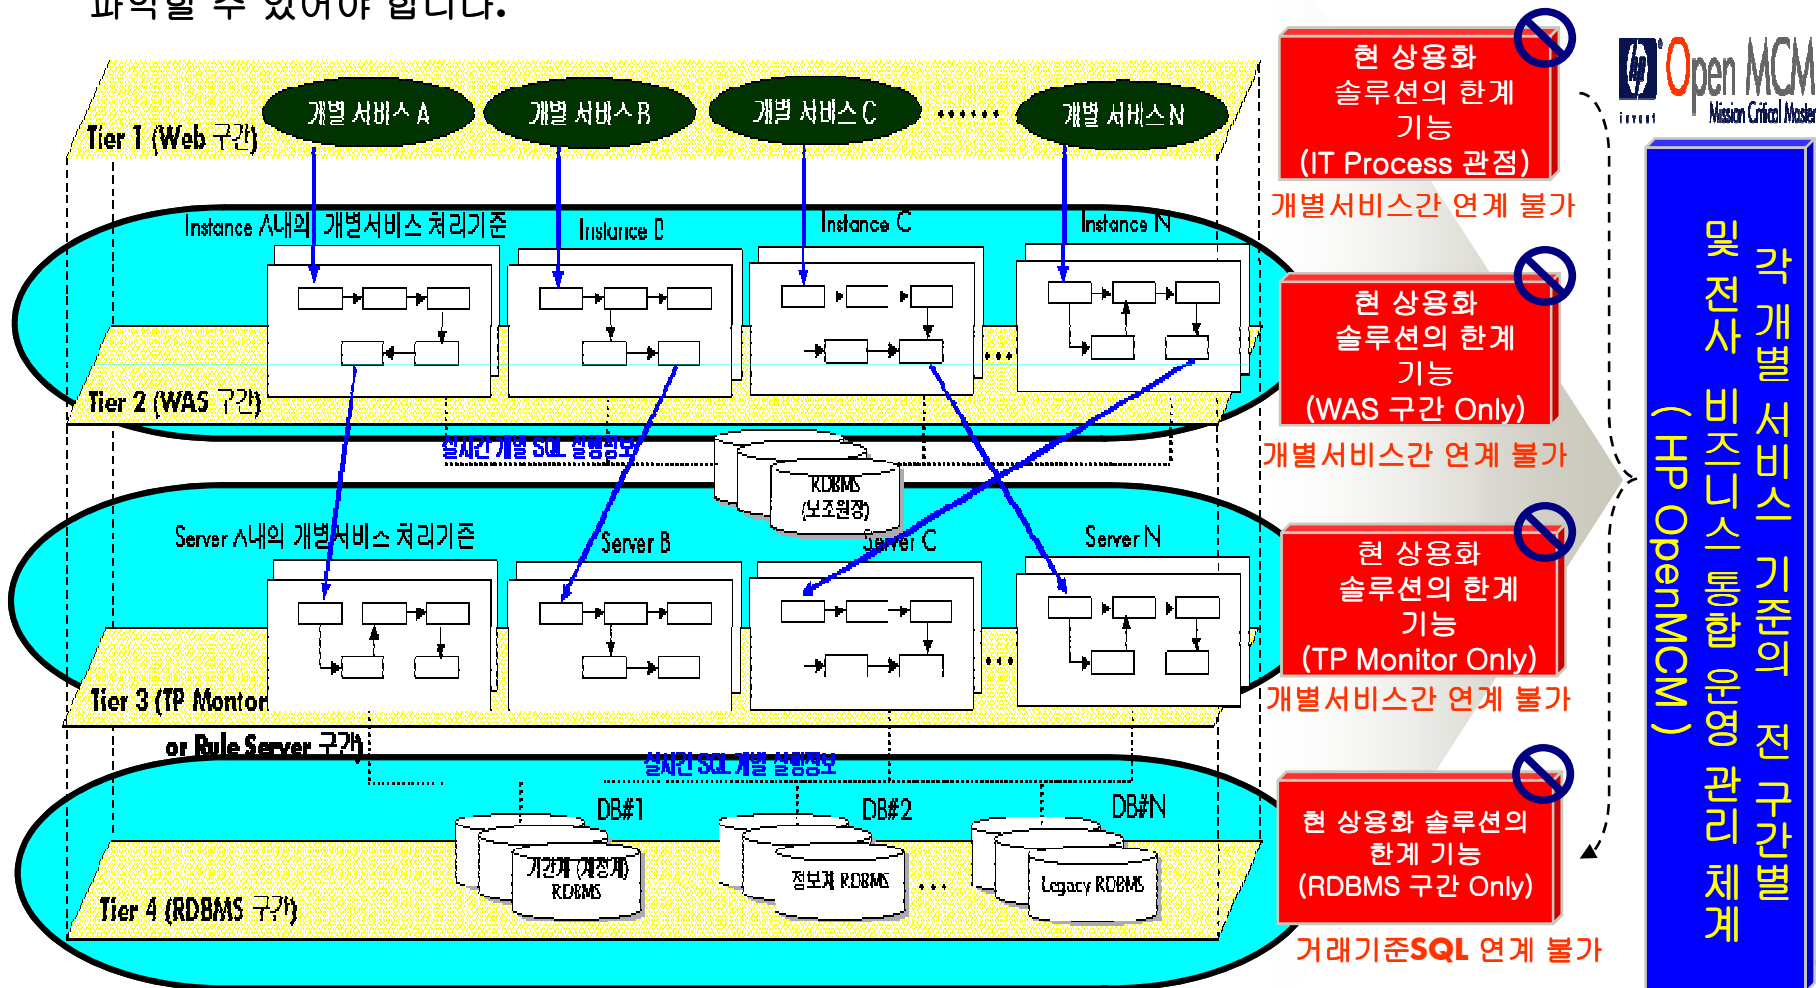 파악할 수 있어야 합니다.
개별 서비스 A
개별 서비스 B
개별 서비스 C
......
개별 서비스 N
Tier 1 (Web 구간)
Instance A내의 개별서비스 처리기준
Instance B
Instance C
Instance N
...
Tier 2 (WAS 구간)
실시간 개별 SQL 실행정보
RDBMS
(보조원장)
Server A내의 개별서비스 처리기준
Server B
Server C
Server N
...
Tier 3 (TP Montor
or Rule Server 구간)
실시간 SQL 개별 실행정보
DB#1
DB#2
DB#N
기간계 (계정계)
RDBMS
정보계 RDBMS
...
Legacy RDBMS
Tier 4 (RDBMS 구간)
현 상용화
솔루션의 한계
기능
(IT Process 관점)
개별서비스간 연계 불가
현 상용화
솔루션의 한계
기능
(WAS 구간 Only)
개별서비스간 연계 불가
현 상용화
솔루션의 한계
기능
(TP Monitor Only)
개별서비스간 연계 불가
현 상용화 솔루션의
한계 기능
(RDBMS 구간 Only)
거래기준SQL 연계 불가
hp
invent
Open MCM
Mission Critical Master
각 개별 서비스 기준의 전 구간별
및 전사 비즈니스 통합 운영 관리 체계
( HP OpenMCM )